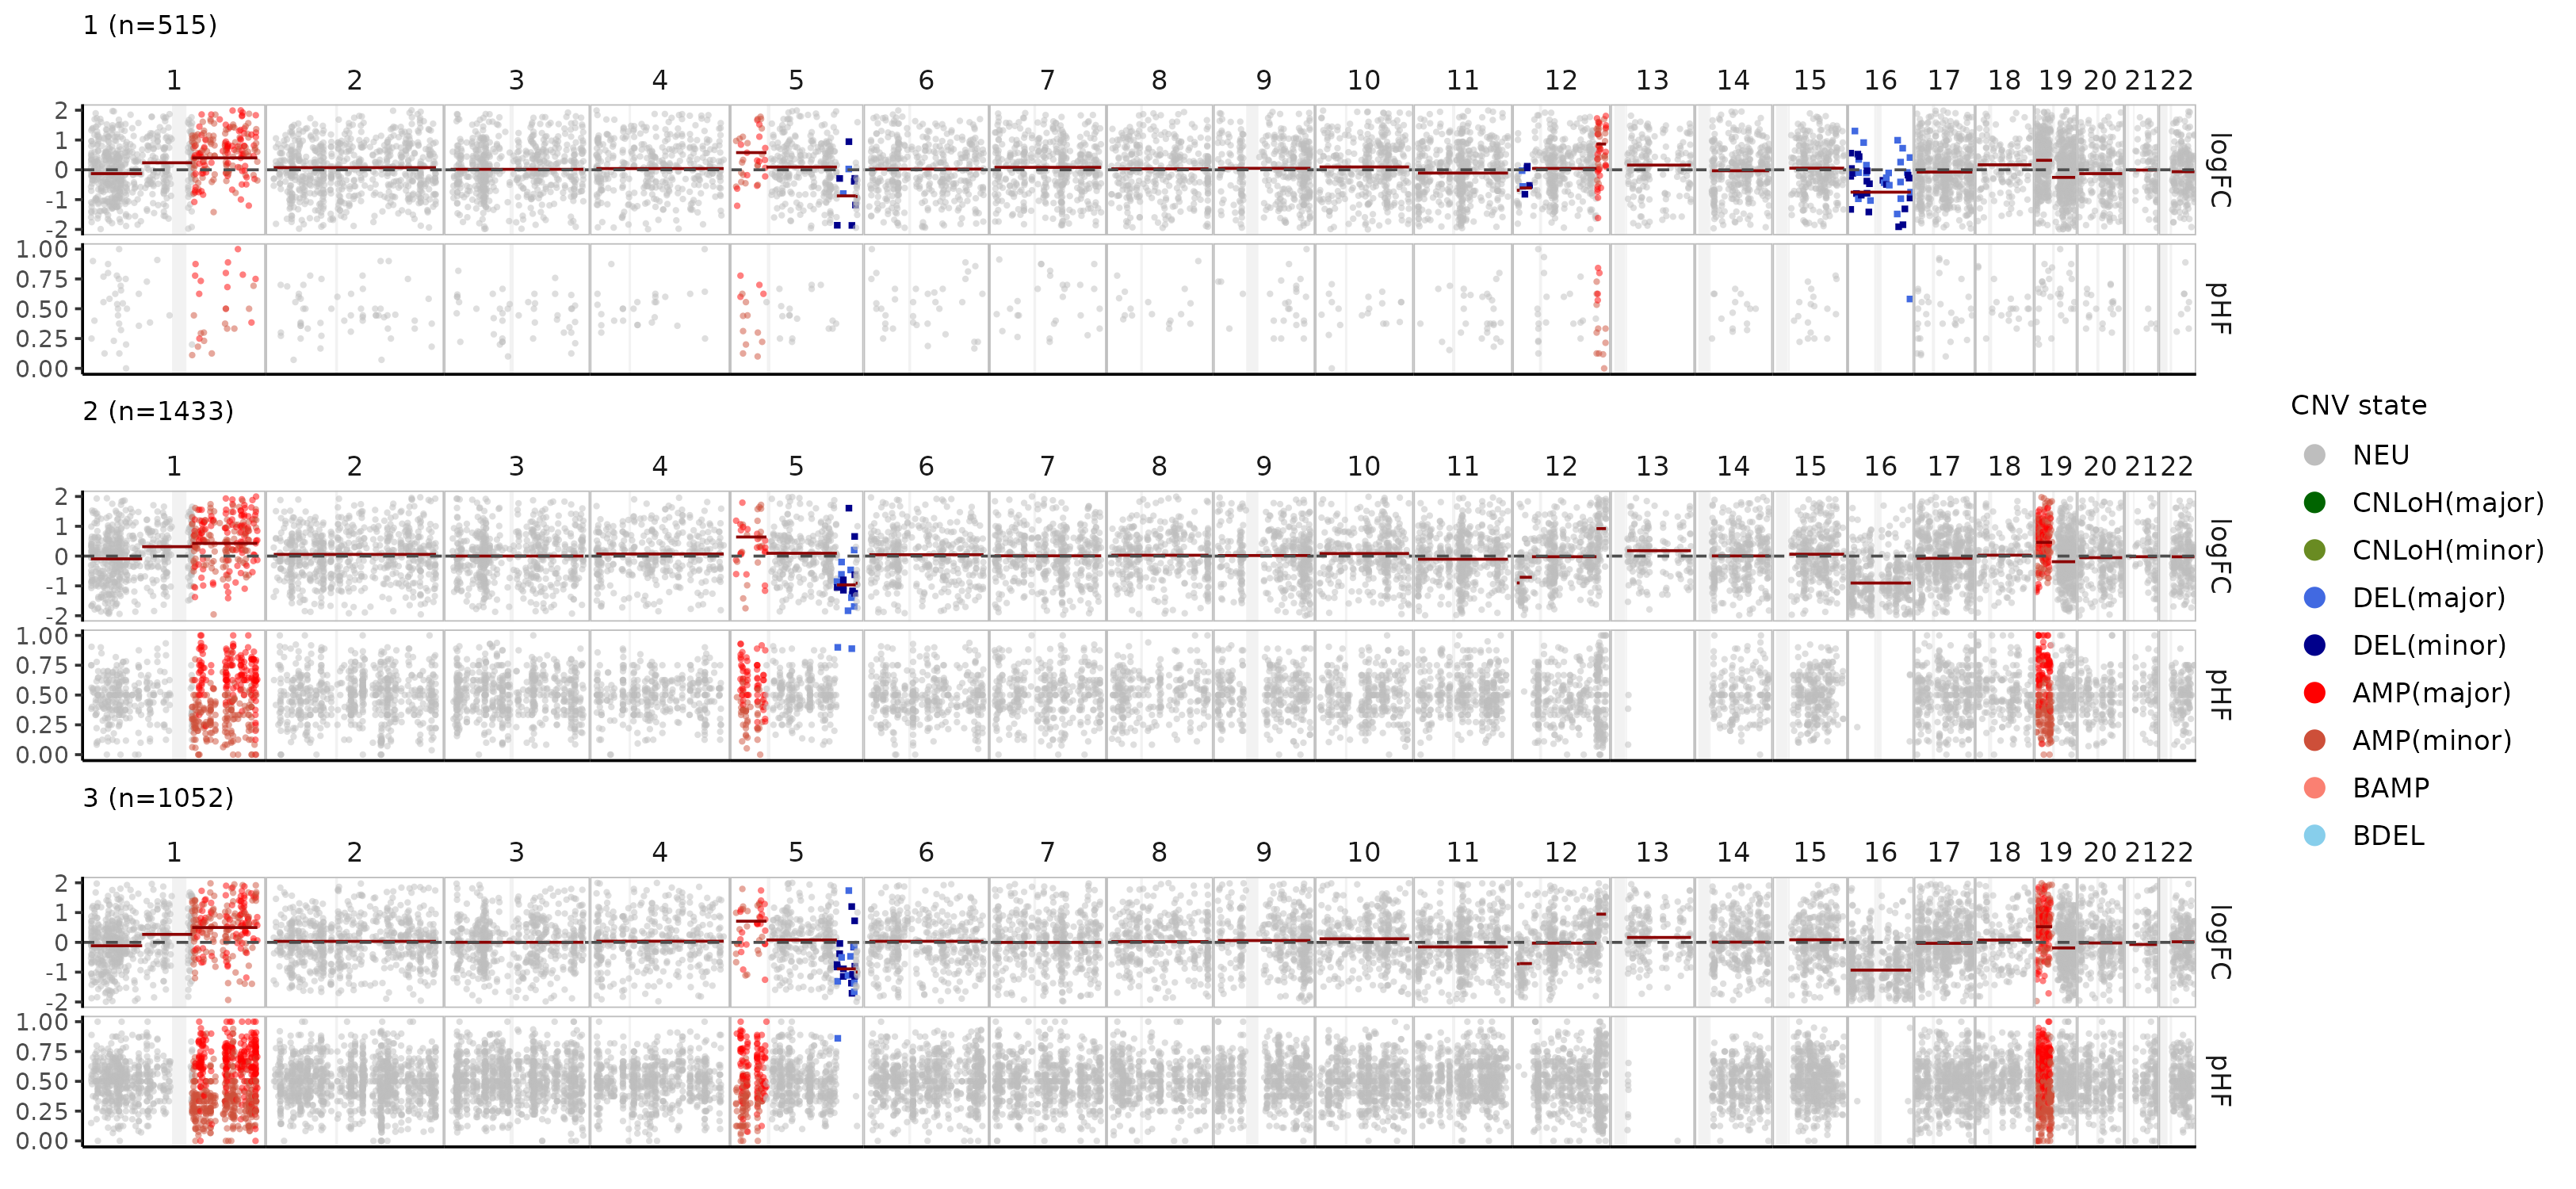 1 (n=515)
1 2 3 4 5 6 7 8 9 10 11 12 13 14 15 16 17 18 19 20 21 22
2
1
0
-1
-2
logFC
1.00
0.75
0.50
0.25
0.00
pHF
2 (n=1433)
1 2 3 4 5 6 7 8 9 10 11 12 13 14 15 16 17 18 19 20 21 22
2
1
0
-1
-2
logFC
1.00
0.75
0.50
0.25
0.00
pHF
3 (n=1052)
1 2 3 4 5 6 7 8 9 10 11 12 13 14 15 16 17 18 19 20 21 22
2
1
0
-1
-2
logFC
1.00
0.75
0.50
0.25
0.00
pHF
CNV state
NEU
CNLoH(major)
CNLoH(minor)
DEL(major)
DEL(minor)
AMP(major)
AMP(minor)
BAMP
BDEL